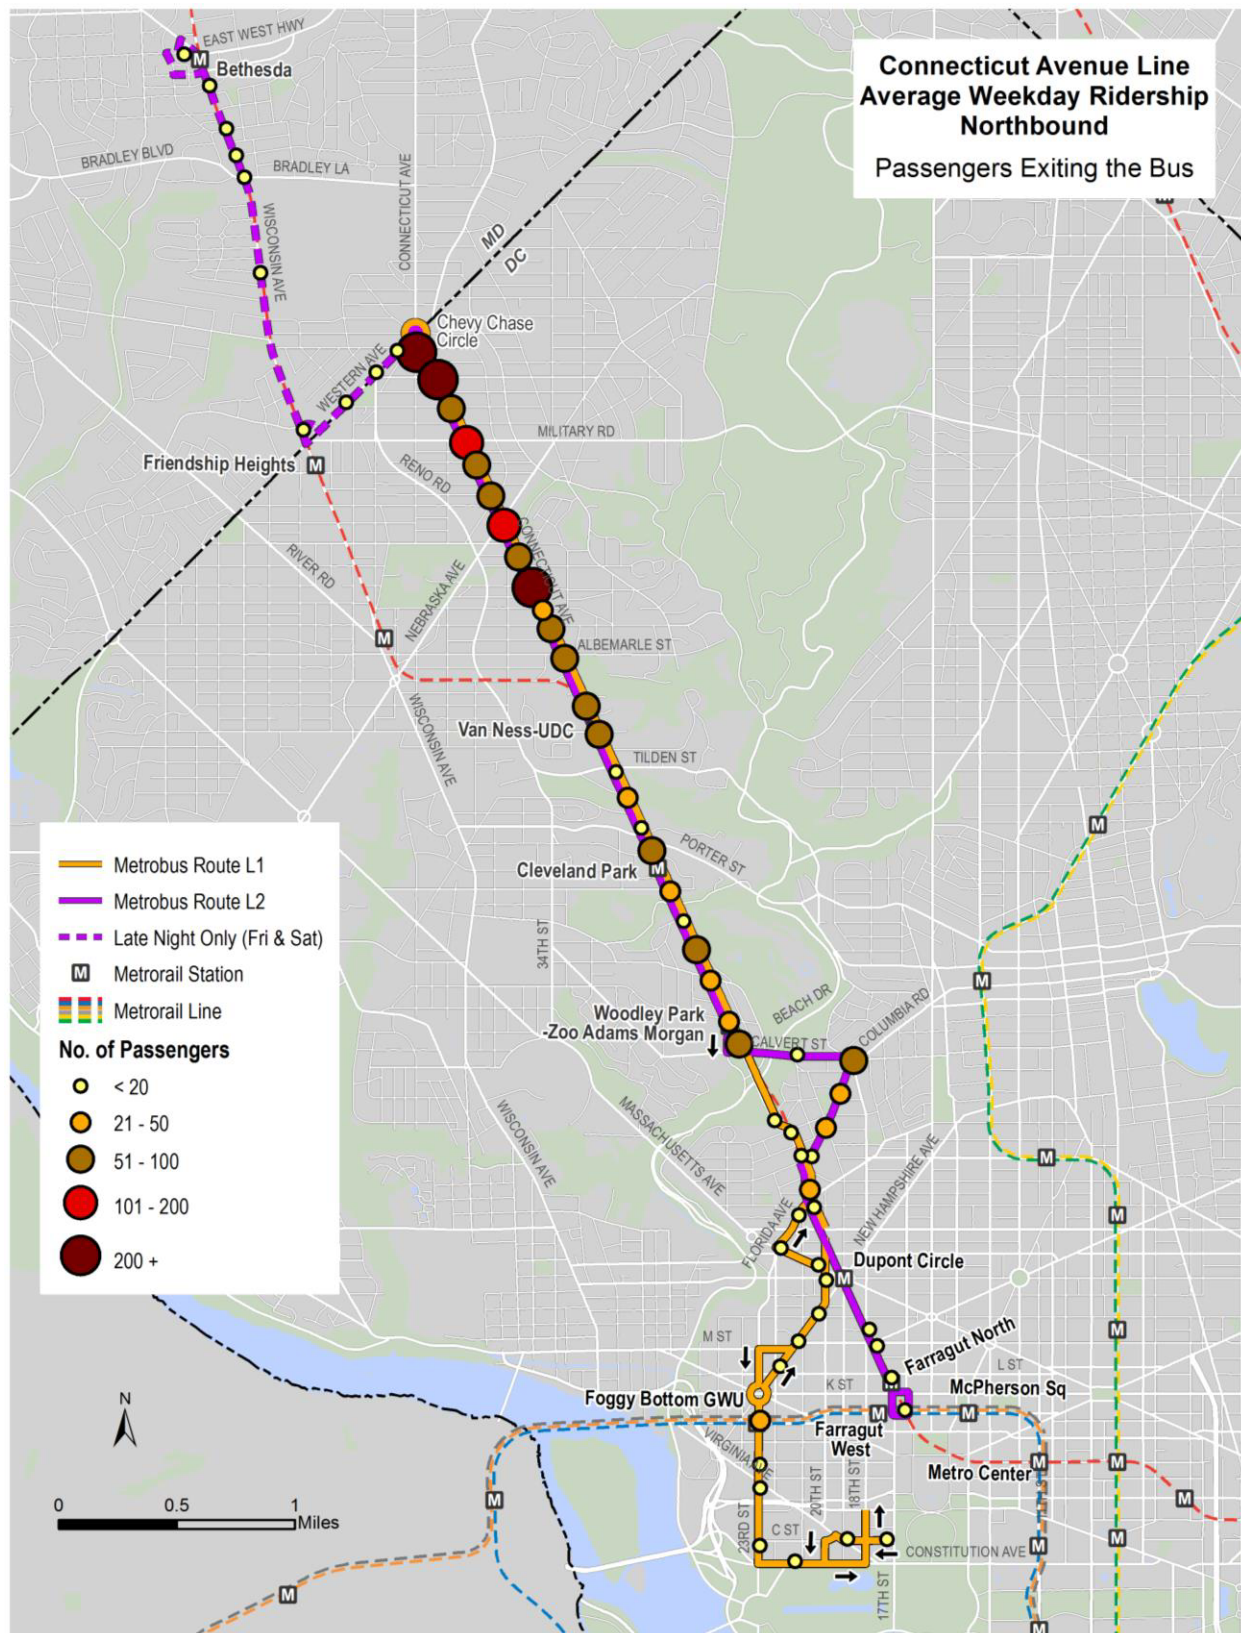 Connecticut Avenue Line
Average Weekday Ridership
Northbound
Passengers Exiting the Bus
EAST WEST HWY
M
Bethesda
BRADLEY BLVD
BRADLEY LA
CONNECTICUT AVE
WISCONSIN AVE
MD
DC
M
Chevy Chase
Circle
WESTERN AVE
MILITARY RD
Friendship Heights
M
RENO RD
RIVER RD
NEBRASKA AVE
CONNECTICUT AVE
M
ALBEMARLE ST
WISCONSIN AVE
Van Ness-UDC
TILDEN ST
M
PORTER ST
Cleveland Park
M
34TH ST
M
BEACH DR
COLUMBIA RD
Woodley Park
-Zoo Adams Morgan
CALVERT ST
WISCONSIN AVE
MASSACHUSETTS AVE
NEW HAMPSHIRE AVE
M
M
FLORIDA AVE
Dupont Circle
M
M
M ST
Farragut North
L ST
K ST
M
McPherson Sq
Foggy Bottom GWU
M
M
Farragut
West
VIRGINIA AVE
Metro Center
M
M
M
M
20TH ST
18TH ST
23RD ST
C ST
CONSTITUTION AVE
M
M
17TH ST
M
M
Metrobus Route L1
Metrobus Route L2
Late Night Only (Fri & Sat)
M
Metrorail Station
Metrorail Line
No. of Passengers
< 20
21 - 50
51 - 100
101 - 200
200 +
N
0
0.5
1
Miles